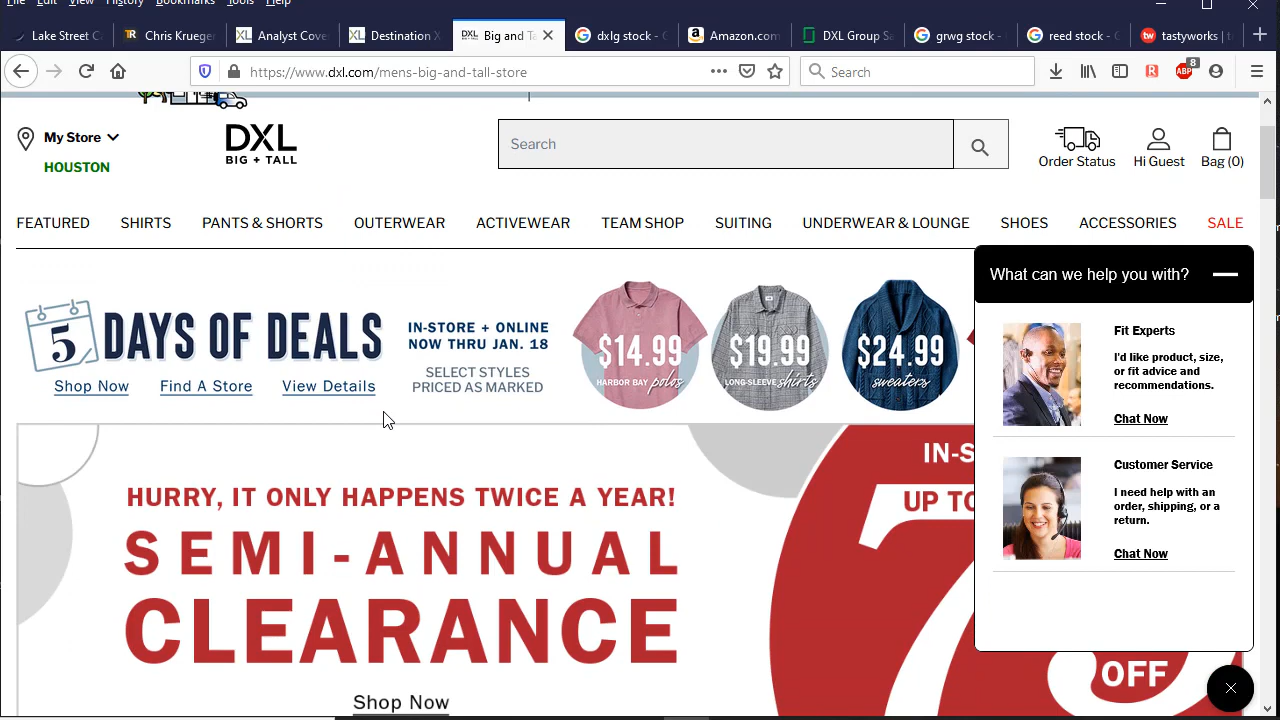 File Edit View History Bookmarks Tools Help
Lake Street C
Chris Krueger
Analyst Cove
Destination X
Big and Ta
dxlg stock - G
Amazon.com
DXL Group Sa
grwg stock -
reed stock - G
tastyworks | t
https://www.dxl.com/mens-big-and-tall-store
Search
8
My Store
HOUSTON
DXL
BIG + TALL
Search
Order Status
Hi Guest
Bag (0)
FEATURED SHIRTS PANTS & SHORTS OUTERWEAR ACTIVEWEAR TEAM SHOP SUITING UNDERWEAR & LOUNGE SHOES ACCESSORIES SALE
5 DAYS OF DEALS
Shop Now Find A Store View Details
IN-STORE + ONLINE
NOW THRU JAN. 18
SELECT STYLES
PRICED AS MARKED
$14.99
HARBOR BAY polos
$19.99
LONG-SLEEVE shirts
$24.99
sweaters
HURRY, IT ONLY HAPPENS TWICE A YEAR!
SEMI-ANNUAL
CLEARANCE
Shop Now
IN-S
UP TO
OFF
What can we help you with?
Fit Experts
I'd like product, size,
or fit advice and
recommendations.
Chat Now
Customer Service
I need help with an
order, shipping, or a
return.
Chat Now